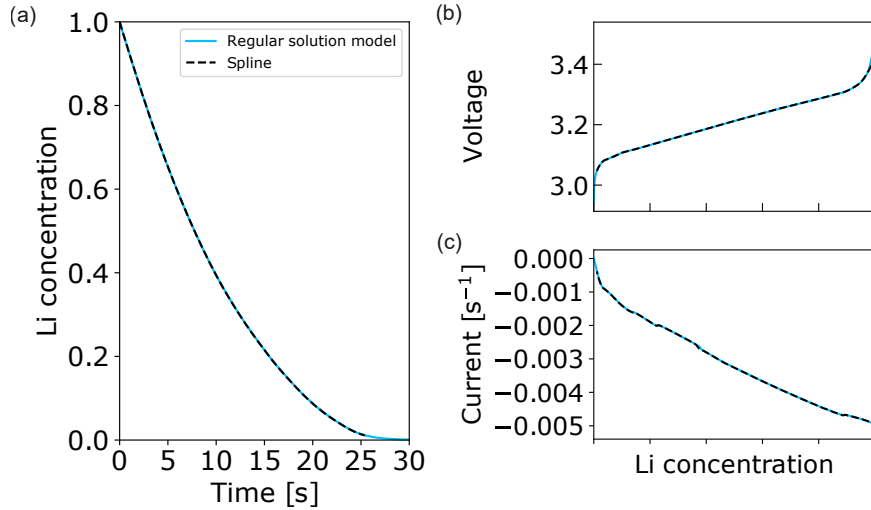 (a)
1.0
0.8
0.6
0.4
0.2
0.0
Li concentration
Regular solution model
Spline
0 5 10 15 20 25 30
Time [s]
(b)
Voltage
3.4
3.2
3.0
(c)
Current [s⁻¹]
0.000
−0.001
−0.002
−0.003
−0.004
−0.005
Li concentration